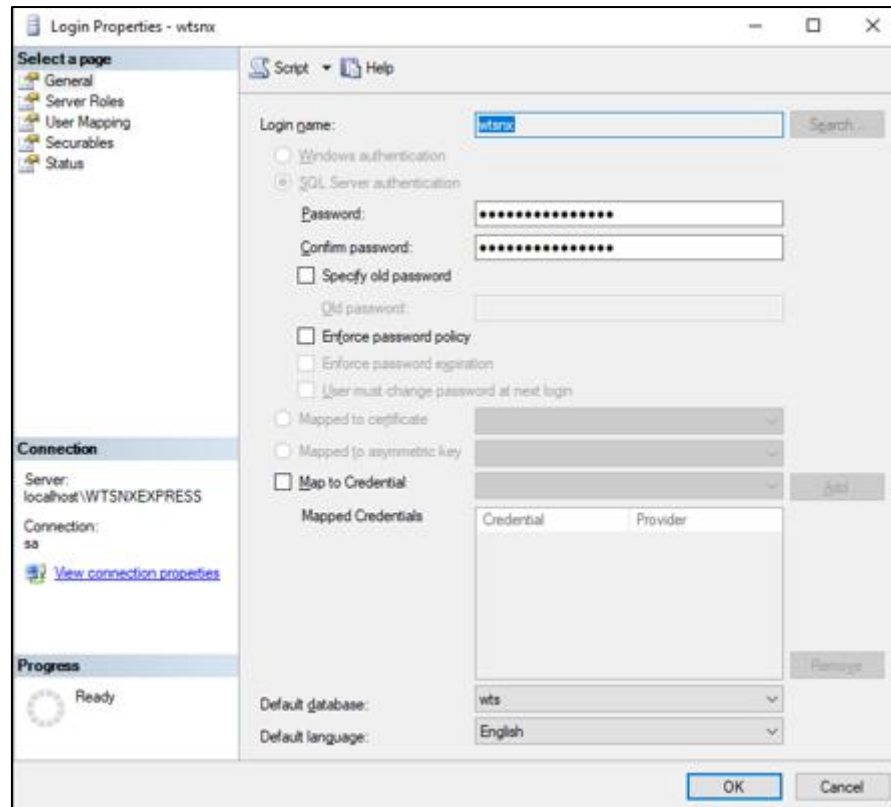 Login Properties - wtsnx
Select a page
General
Server Roles
User Mapping
Securables
Status
Script
Help
Login name:
wtsnx
Search...
Windows authentication
SQL Server authentication
Password:
●●●●●●●●●●●●●●●
Confirm password:
●●●●●●●●●●●●●●●
Specify old password
Old password:
Enforce password policy
Enforce password expiration
User must change password at next login
Mapped to certificate
Mapped to asymmetric key
Map to Credential
Add
Mapped Credentials
Credential Provider
Remove
Default database:
wts
Default language:
English
Connection
Server:
localhost\WTSNXEXPRESS
Connection:
sa
View connection properties
Progress
Ready
OK
Cancel